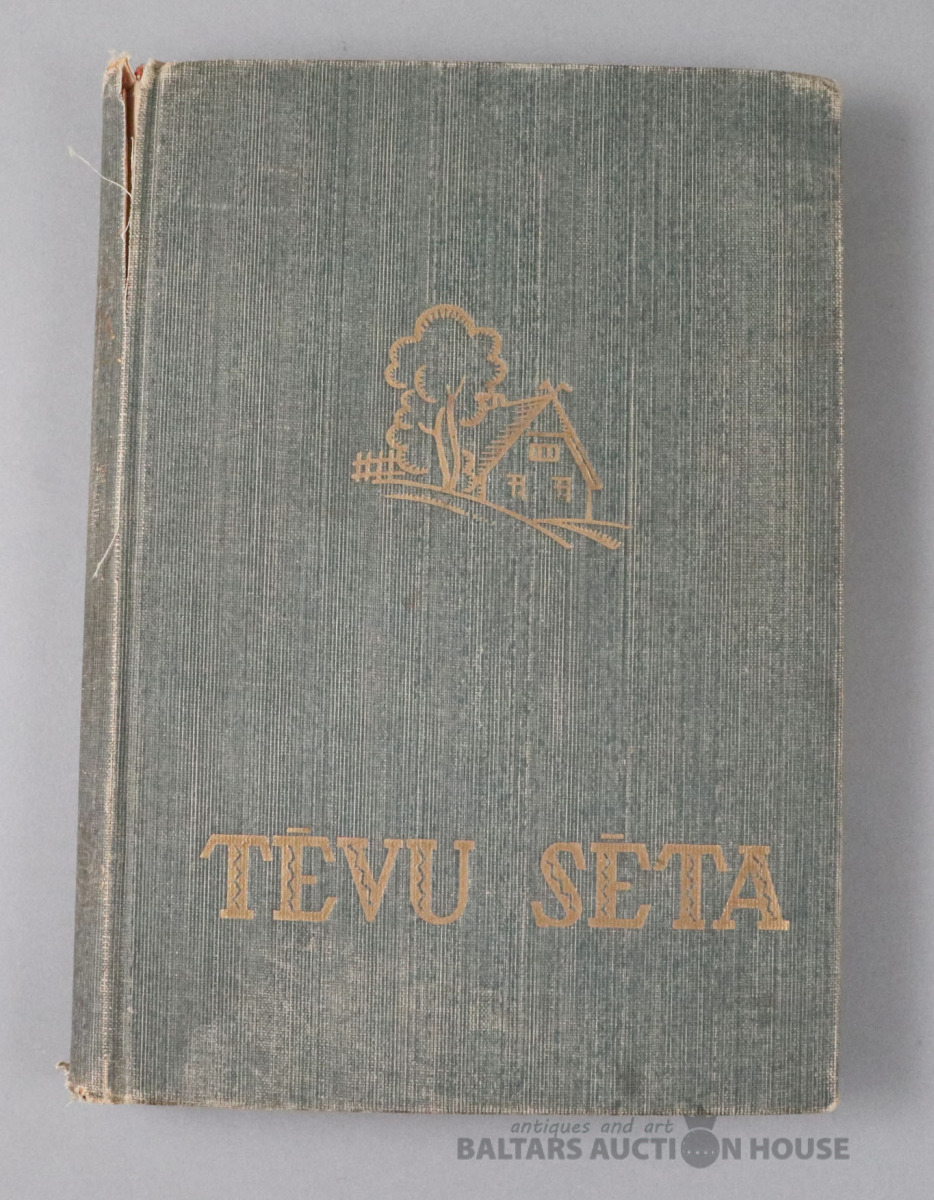 TĒVU SĒTA
antiques and art
BALTARS AUCTION HOUSE